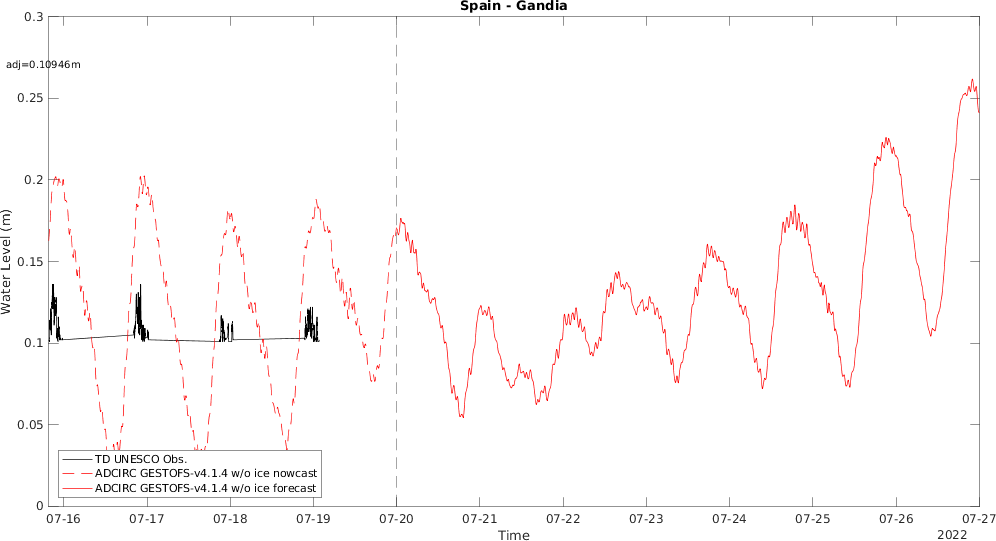 Spain - Gandia
adj=0.10946m
0.3
0.25
0.2
0.15
0.1
0.05
0
Water Level (m)
TD UNESCO Obs.
ADCIRC GESTOFS-v4.1.4 w/o ice nowcast
ADCIRC GESTOFS-v4.1.4 w/o ice forecast
07-16 07-17 07-18 07-19 07-20 07-21 07-22 07-23 07-24 07-25 07-26 07-27
Time
2022